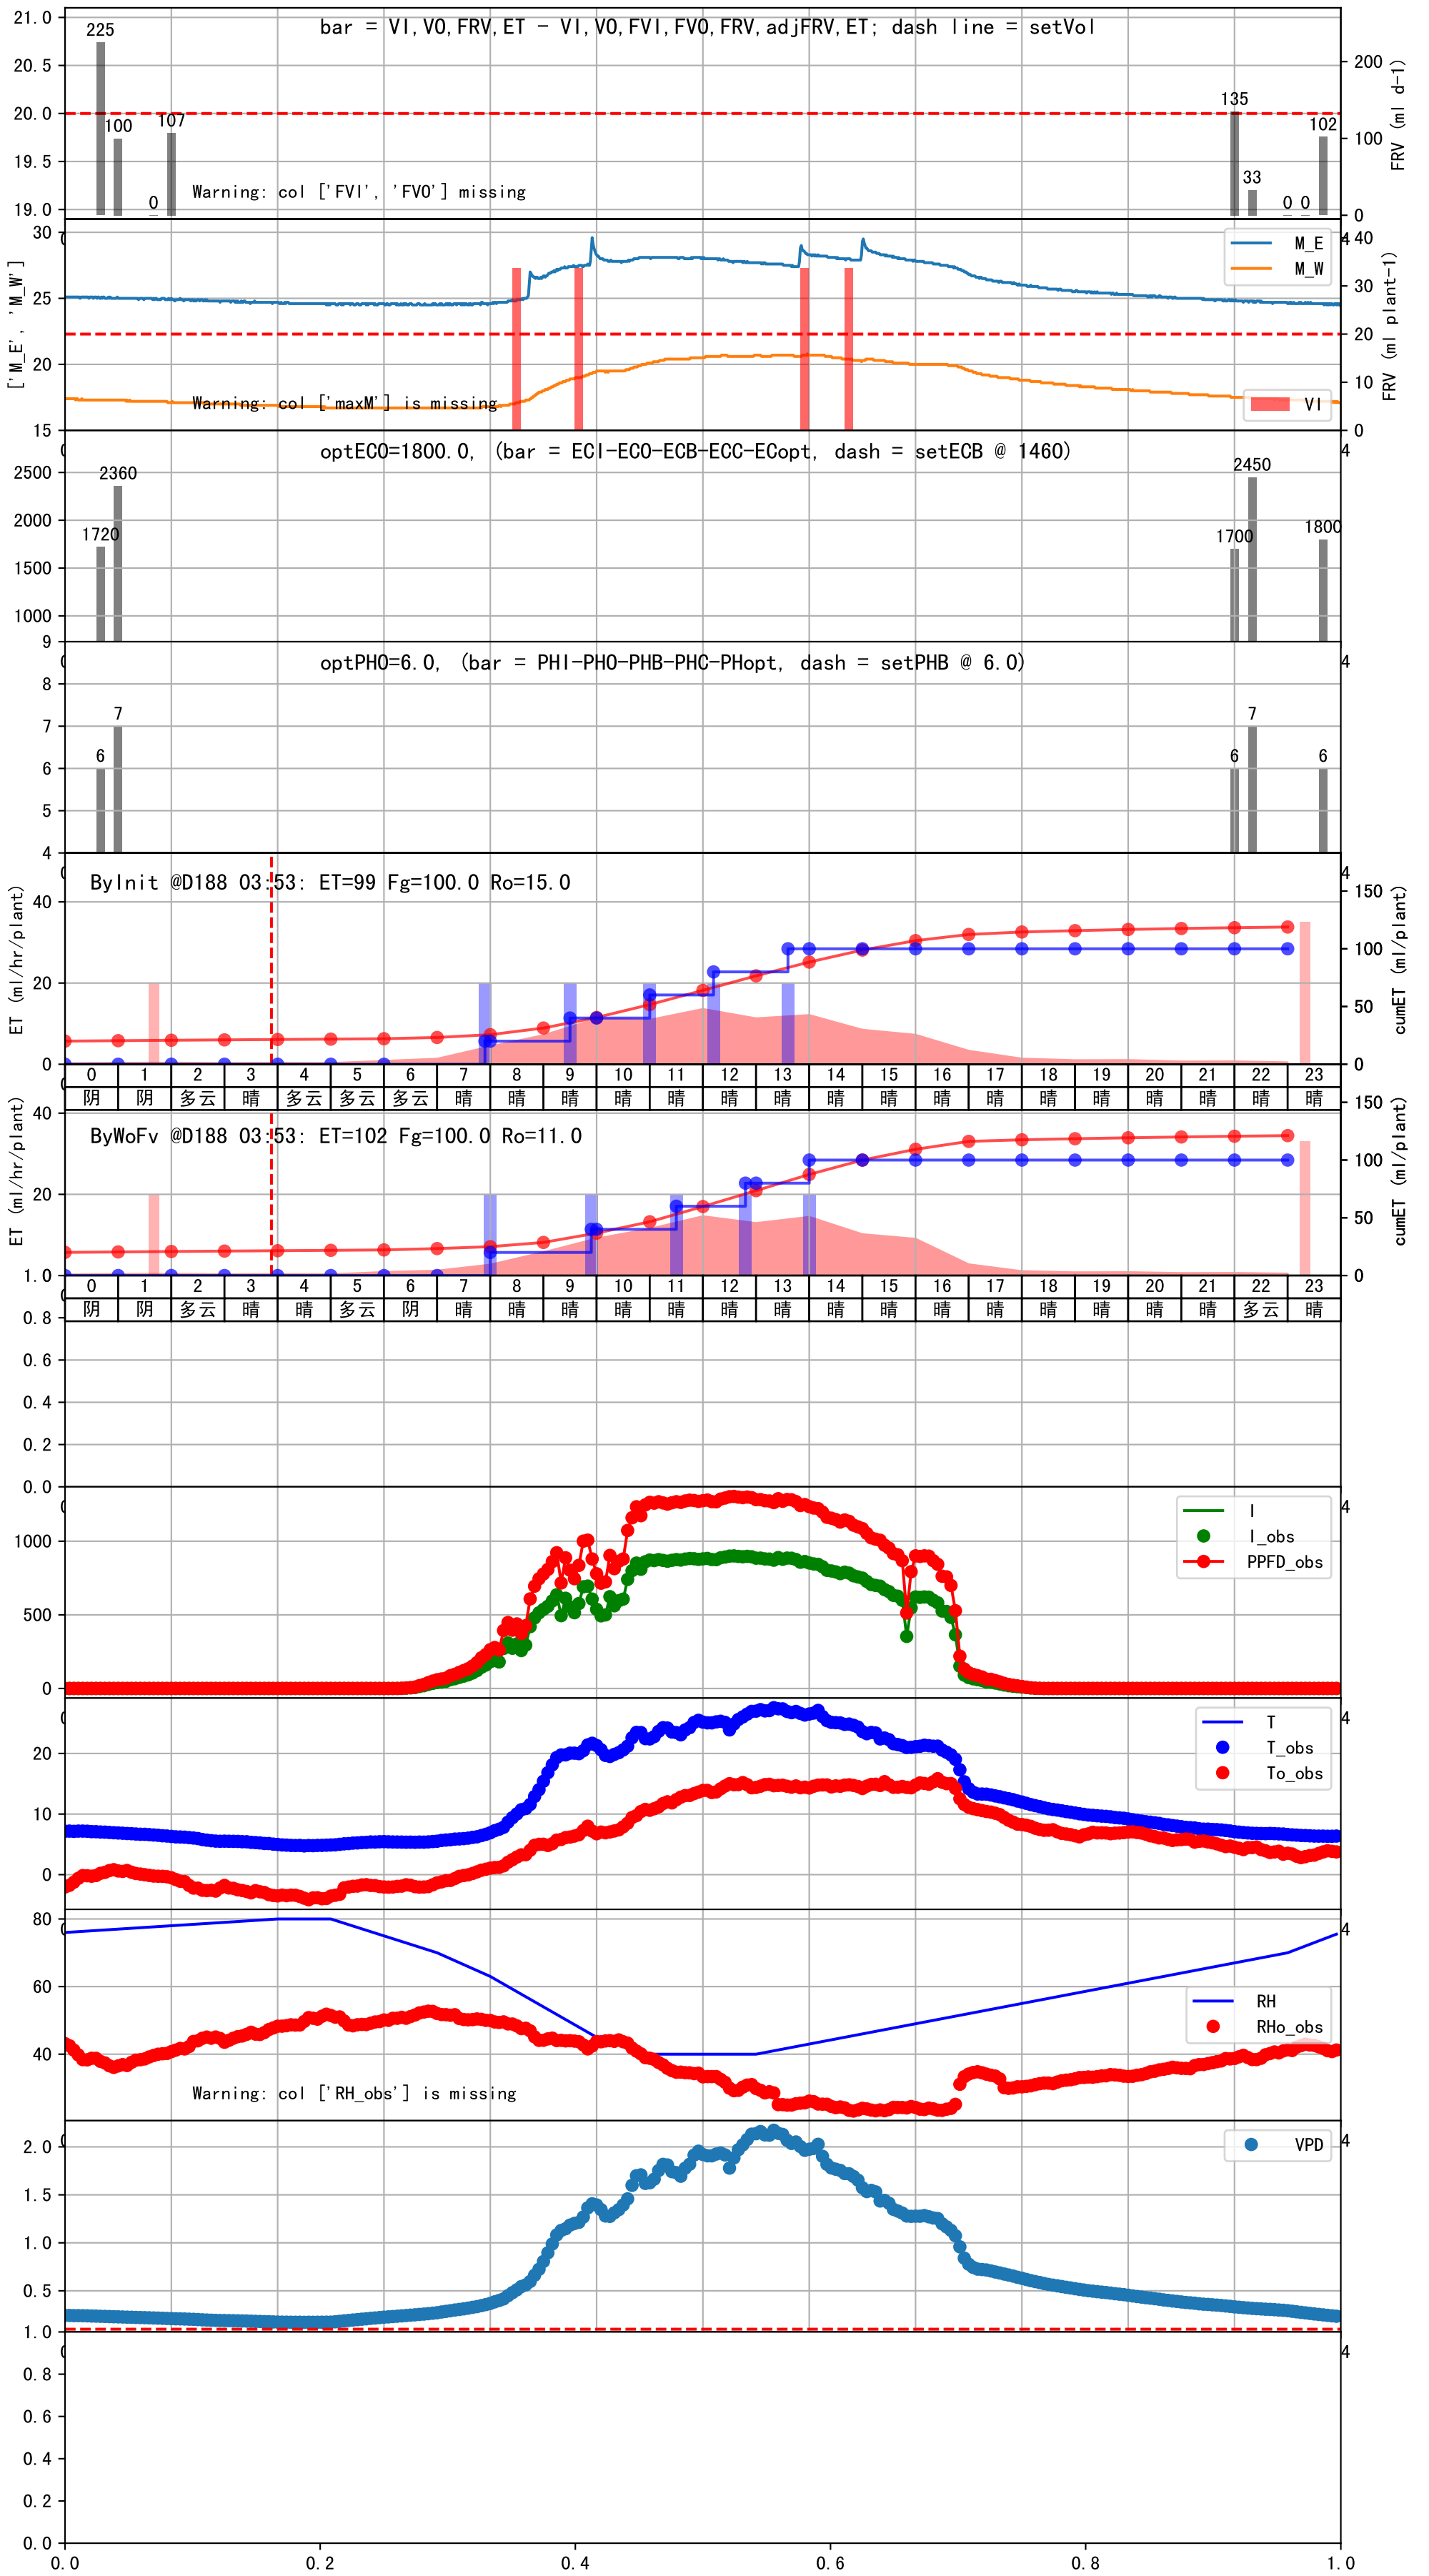 bar = VI,VO,FRV,ET - VI,VO,FVI,FVO,FRV,adjFRV,ET; dash line = setVol
21.0
20.5
20.0
19.5
19.0
225
100
0
107
135
33
0
0
102
200
100
0
FRV (ml d-1)
Warning: col ['FVI', 'FVO'] missing
['M_E', 'M_W']
30
25
20
15
M_E
M_W
VI
40
30
20
10
0
FRV (ml plant-1)
Warning: col ['maxM'] is missing
optECO=1800.0, (bar = ECI-ECO-ECB-ECC-ECopt, dash = setECB @ 1460)
4
2500
2000
1500
1000
1720
2360
1700
2450
1800
optPHO=6.0, (bar = PHI-PHO-PHB-PHC-PHopt, dash = setPHB @ 6.0)
4
9
8
7
6
5
4
6
7
6
7
6
ByInit @D188 03:53: ET=99 Fg=100.0 Ro=15.0
4
ET (ml/hr/plant)
40
20
0
150
100
50
0
cumET (ml/plant)
0 1 2 3 4 5 6 7 8 9 10 11 12 13 14 15 16 17 18 19 20 21 22 23
阴 阴 多云 晴 多云 多云 多云 晴 晴 晴 晴 晴 晴 晴 晴 晴 晴 晴 晴 晴 晴 晴 晴 晴
ByWoFv @D188 03:53: ET=102 Fg=100.0 Ro=11.0
ET (ml/hr/plant)
40
20
150
100
50
0
cumET (ml/plant)
0 1 2 3 4 5 6 7 8 9 10 11 12 13 14 15 16 17 18 19 20 21 22 23
阴 阴 多云 晴 晴 多云 阴 晴 晴 晴 晴 晴 晴 晴 晴 晴 晴 晴 晴 晴 晴 晴 多云 晴
1.0
0.8
0.6
0.4
0.2
0.0
4
1000
500
0
I
I_obs
PPFD_obs
4
20
10
0
T
T_obs
To_obs
4
80
60
40
RH
RHo_obs
Warning: col ['RH_obs'] is missing
4
2.0
1.5
1.0
0.5
VPD
4
1.0
0.8
0.6
0.4
0.2
0.0
0.0 0.2 0.4 0.6 0.8 1.0